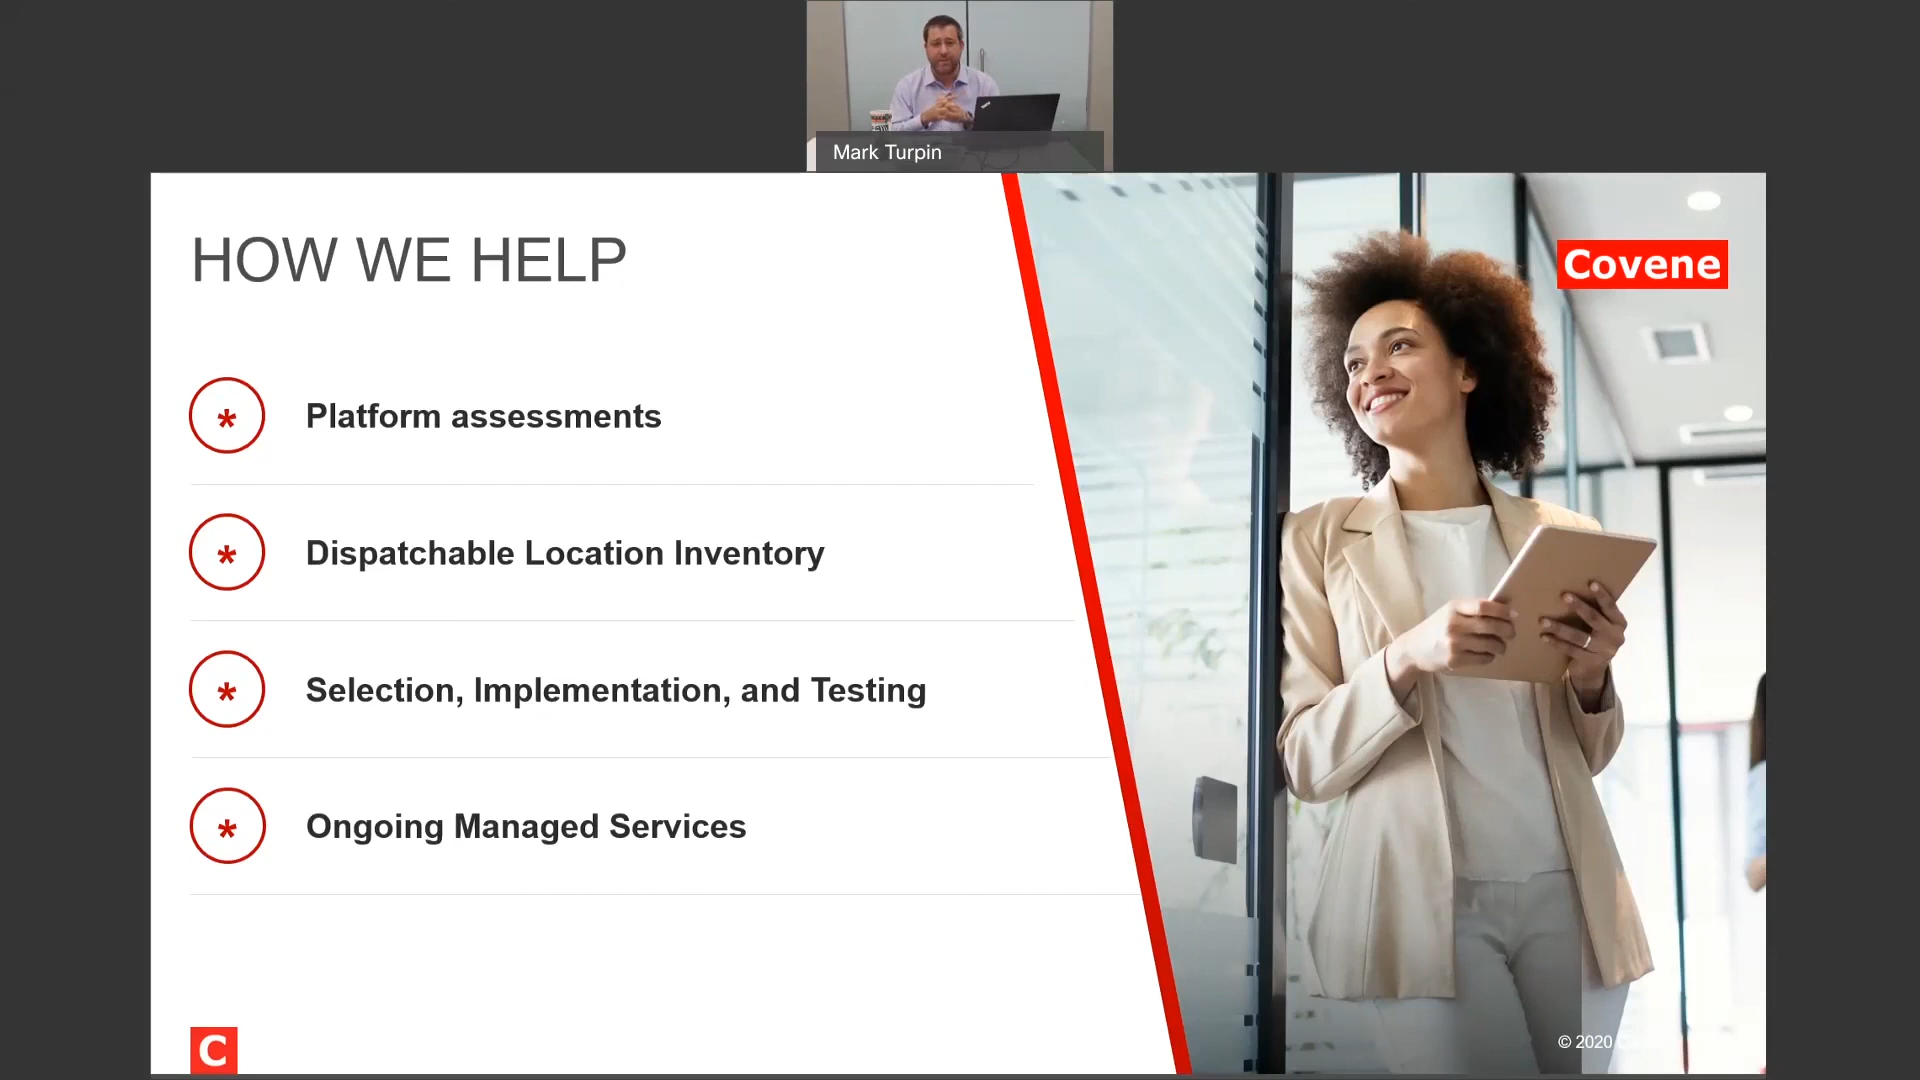 Mark Turpin
HOW WE HELP
Covene
* Platform assessments
* Dispatchable Location Inventory
* Selection, Implementation, and Testing
* Ongoing Managed Services
C
© 2020